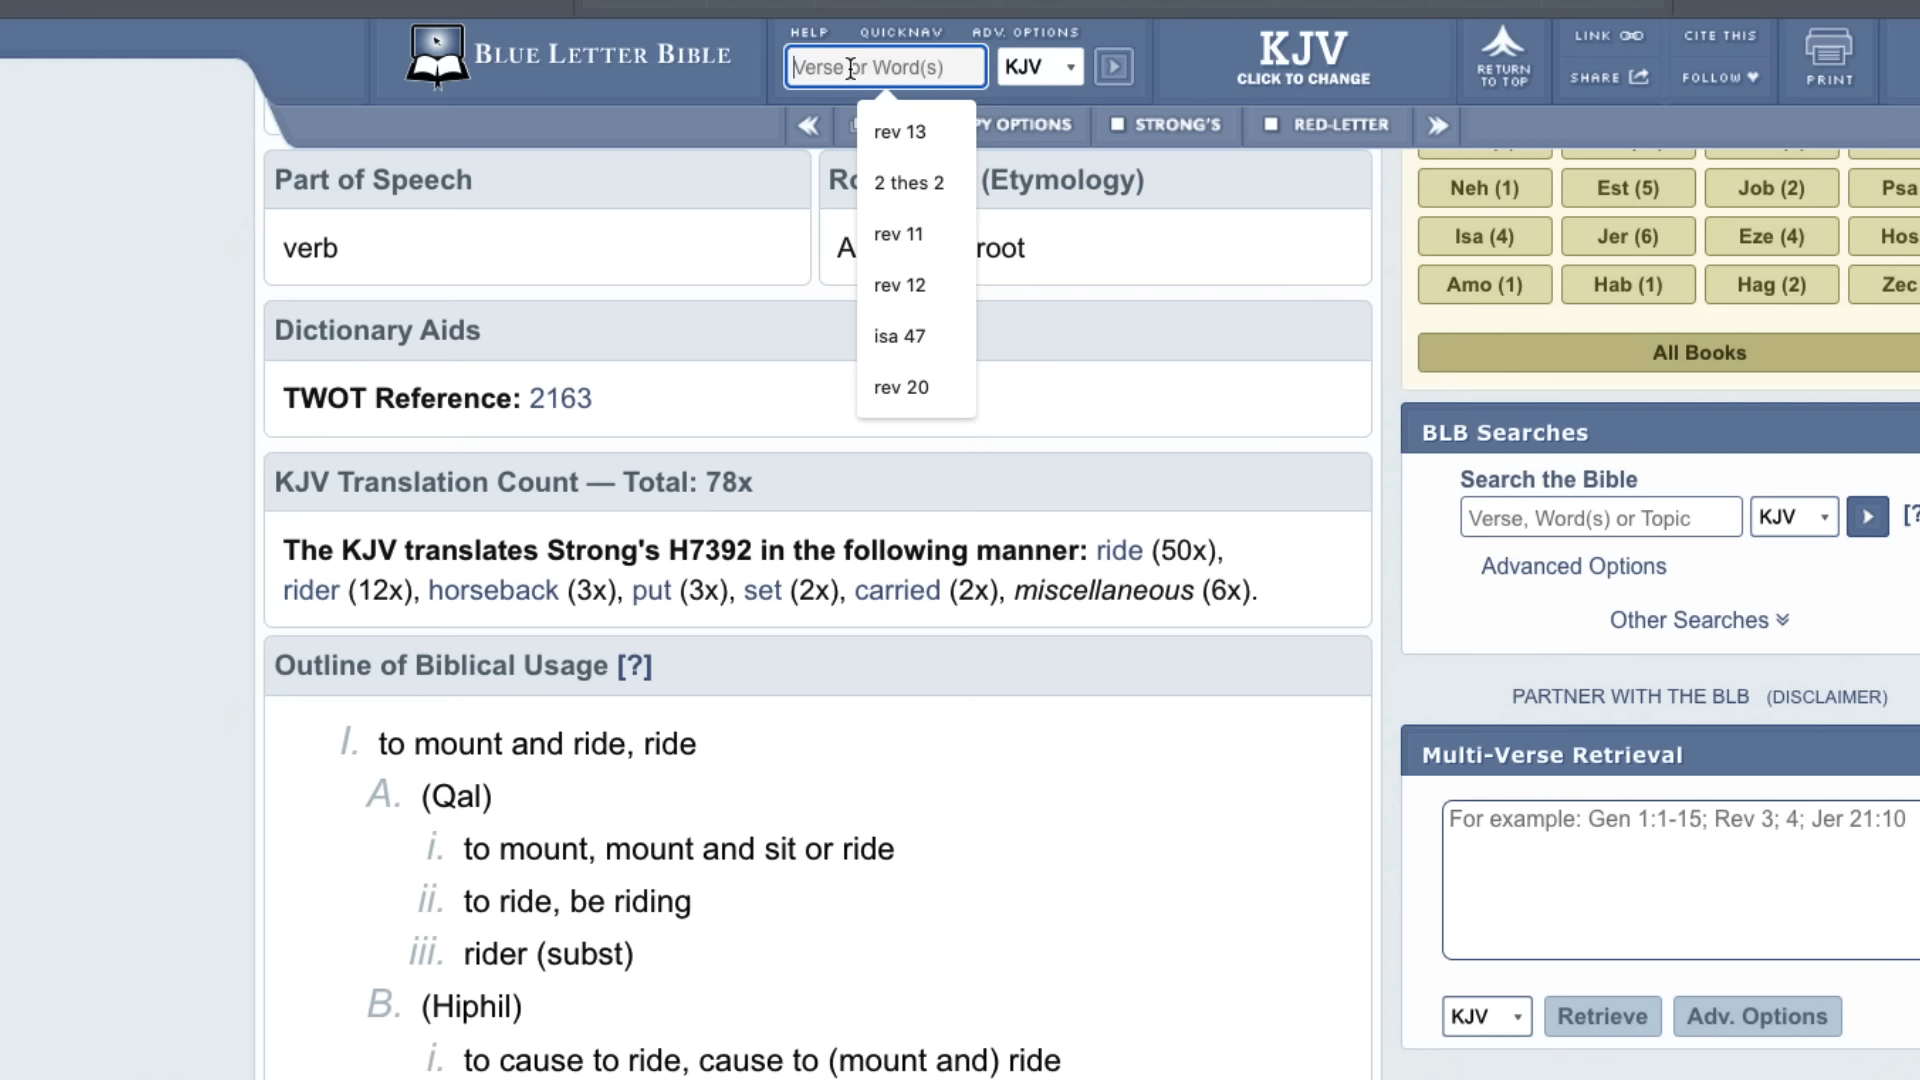 HELP QUICKNAV ADV. OPTIONS
BLUE LETTER BIBLE
Verse or Word(s)
KJV
KJV
CLICK TO CHANGE
RETURN
TO TOP
LINK
SHARE
CITE THIS
FOLLOW
PRINT
PY OPTIONS
STRONG'S
RED-LETTER
rev 13
2 thes 2
rev 11
rev 12
isa 47
rev 20
Part of Speech
verb
(Etymology)
A
root
Dictionary Aids
TWOT Reference: 2163
KJV Translation Count — Total: 78x
The KJV translates Strong's H7392 in the following manner: ride (50x),
rider (12x), horseback (3x), put (3x), set (2x), carried (2x), miscellaneous (6x).
Outline of Biblical Usage [?]
I. to mount and ride, ride
A. (Qal)
i. to mount, mount and sit or ride
ii. to ride, be riding
iii. rider (subst)
B. (Hiphil)
i. to cause to ride, cause to (mount and) ride
Neh (1) Est (5) Job (2) Psa
Isa (4) Jer (6) Eze (4) Hos
Amo (1) Hab (1) Hag (2) Zec
All Books
BLB Searches
Search the Bible
Verse, Word(s) or Topic
KJV
[?
Advanced Options
Other Searches
PARTNER WITH THE BLB (DISCLAIMER)
Multi-Verse Retrieval
For example: Gen 1:1-15; Rev 3; 4; Jer 21:10
KJV
Retrieve
Adv. Options